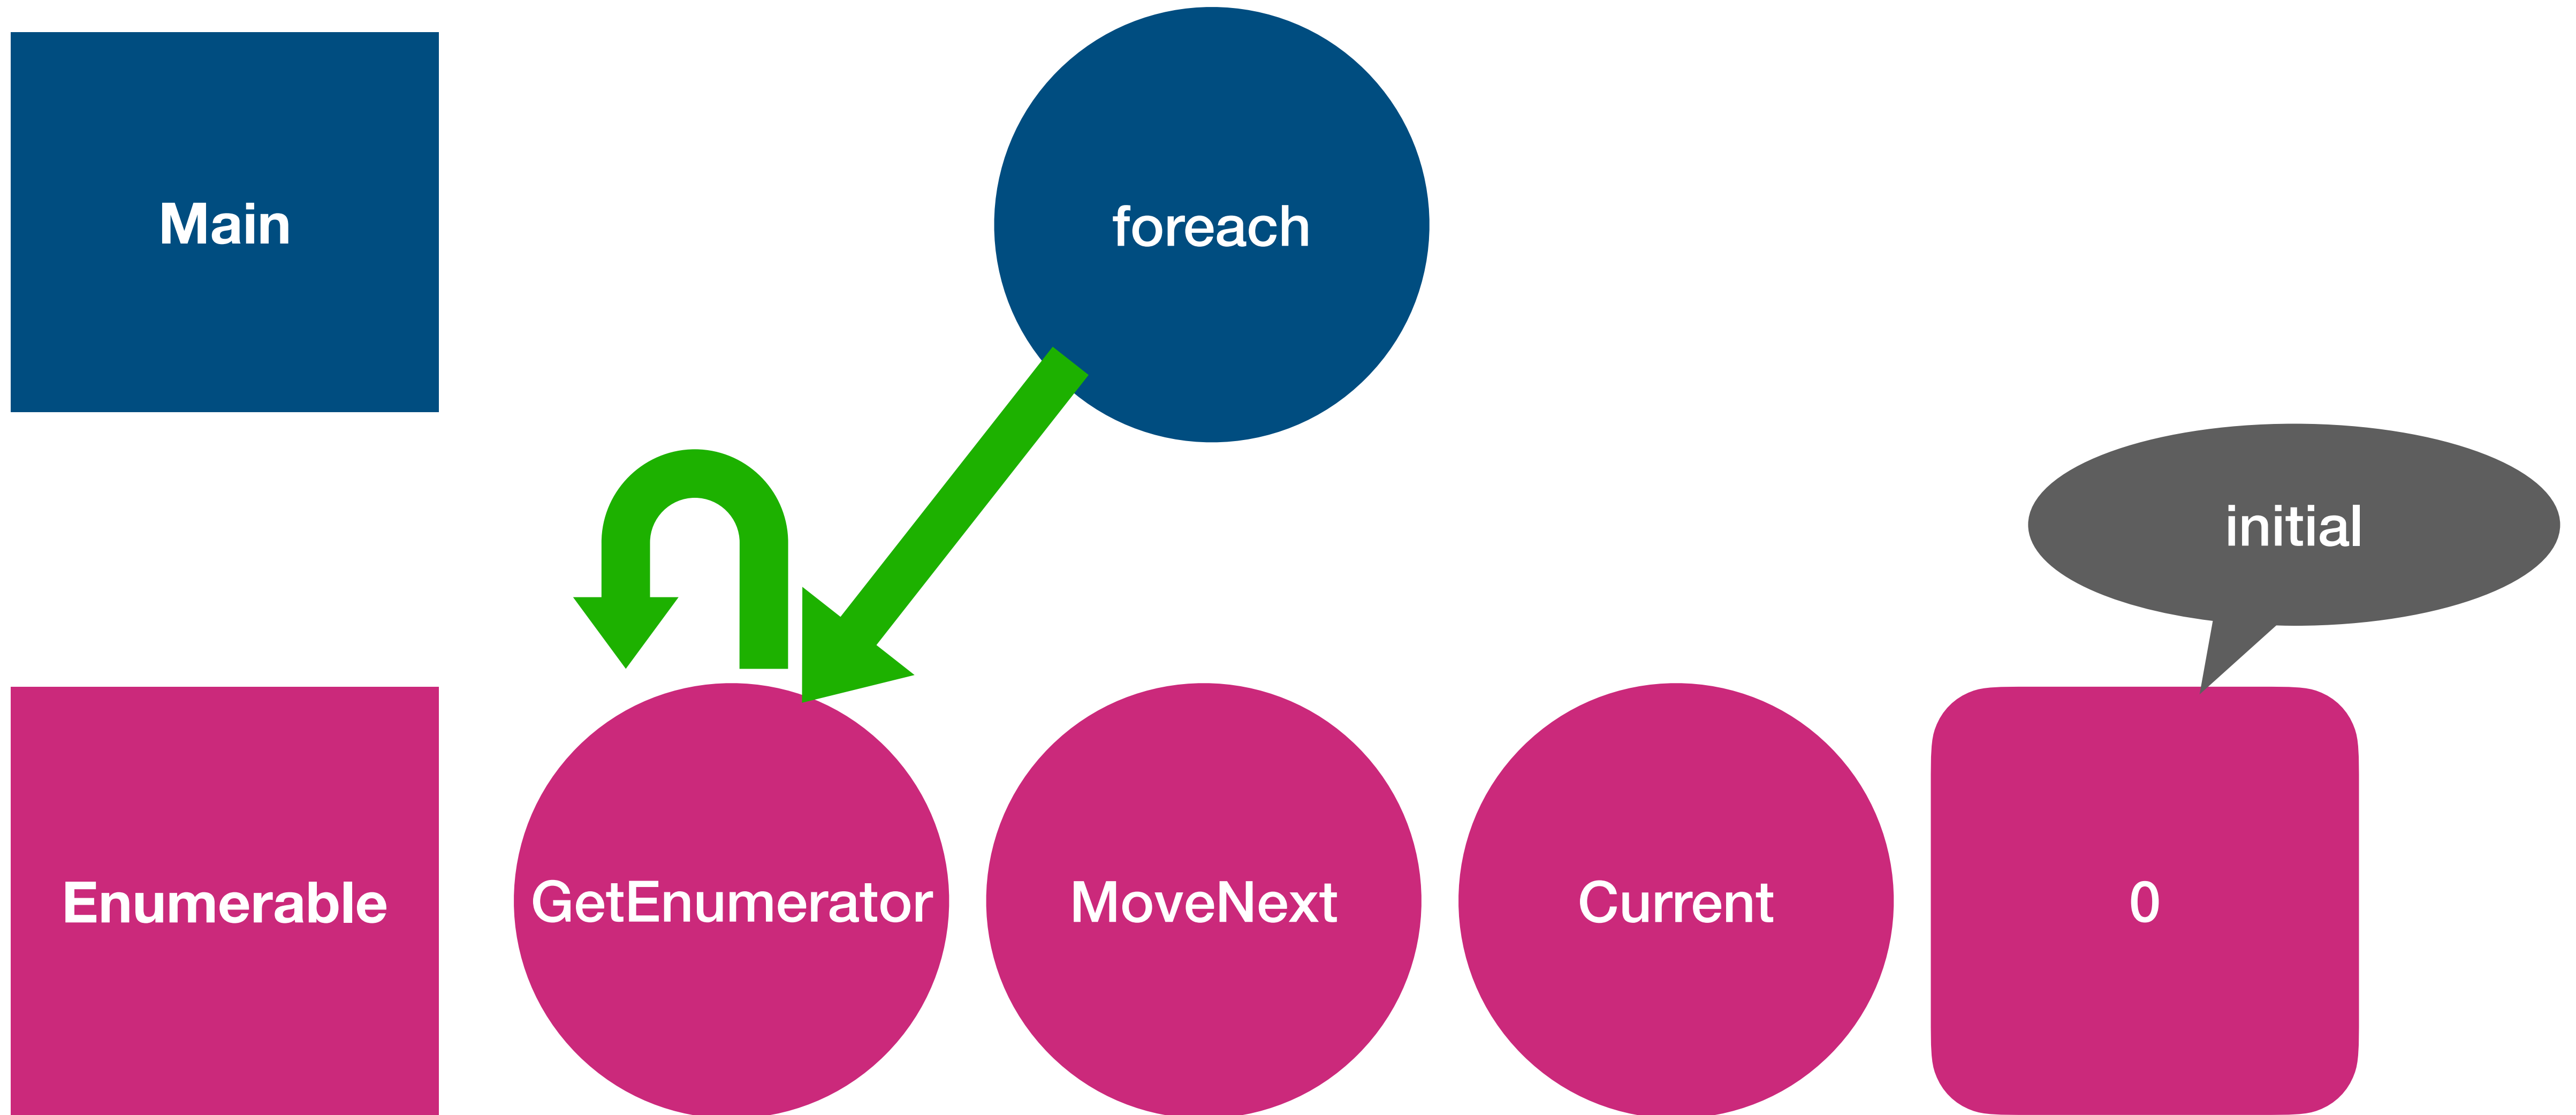 Main
foreach
initial
Enumerable
GetEnumerator
MoveNext
Current
0